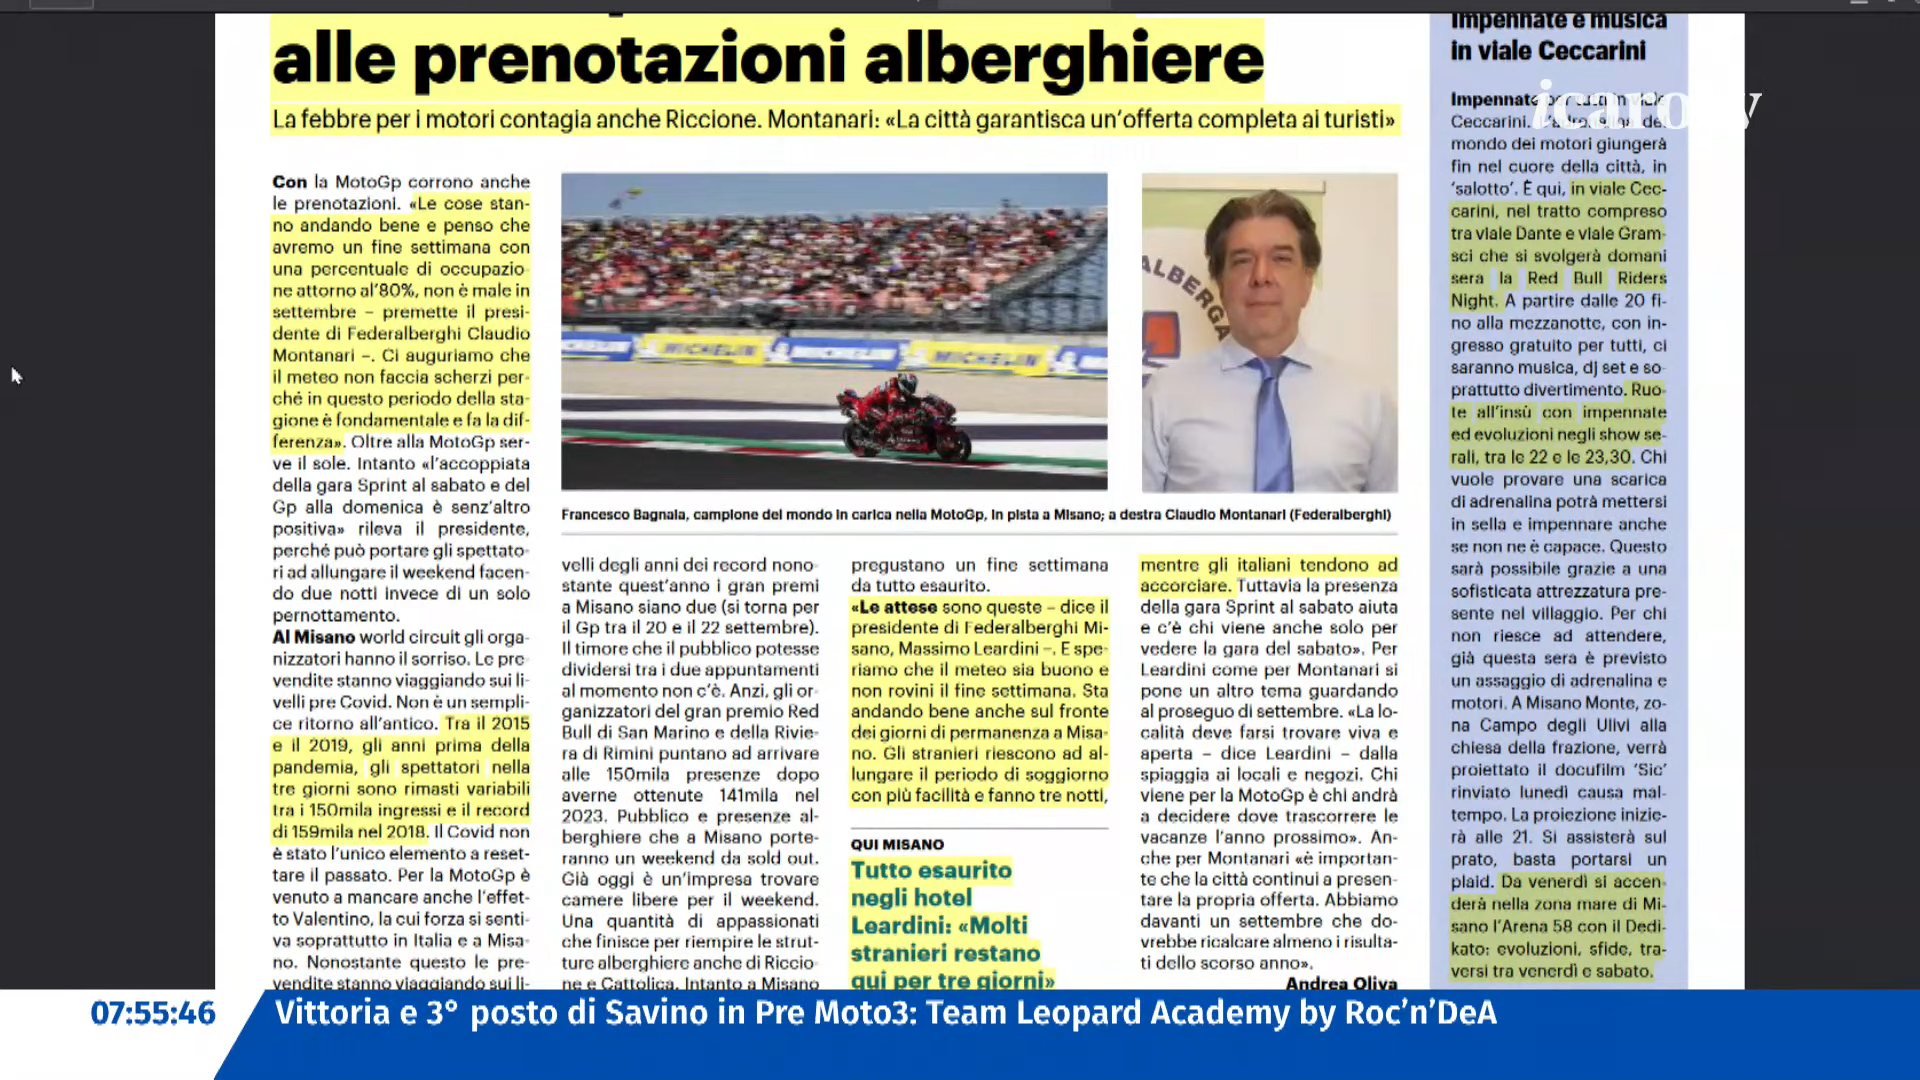 alle prenotazioni alberghiere
La febbre per i motori contagia anche Riccione. Montanari: «La città garantisca un'offerta completa ai turisti»
Con la MotoGp corrono anche
le prenotazioni. «Le cose stan-
no andando bene e penso che
avremo un fine settimana con
una percentuale di occupazio-
ne attorno al'80%, non è male in
settembre – premette il presi-
dente di Federalberghi Claudio
Montanari –. Ci auguriamo che
il meteo non faccia scherzi per-
ché in questo periodo della sta-
gione è fondamentale e fa la dif-
ferenza». Oltre alla MotoGp ser-
ve il sole. Intanto «l'accoppiata
della gara Sprint al sabato e del
Gp alla domenica è senz'altro
positiva» rileva il presidente,
perché può portare gli spettato-
ri ad allungare il weekend facen-
do due notti invece di un solo
pernottamento.
Al Misano world circuit gli orga-
nizzatori hanno il sorriso. Le pre-
vendite stanno viaggiando sui li-
velli pre Covid. Non è un sempli-
ce ritorno all'antico. Tra il 2015
e il 2019, gli anni prima della
pandemia, gli spettatori nella
tre giorni sono rimasti variabili
tra i 150mila ingressi e il record
di 159mila nel 2018. Il Covid non
è stato l'unico elemento a reset-
tare il passato. Per la MotoGp è
venuto a mancare anche l'effet-
to Valentino, la cui forza si senti-
va soprattutto in Italia e a Misa-
no. Nonostante questo le pre-
vendite stanno viaggiando sui li-
MICHELIN
MICHELIN
ALBERGA
Francesco Bagnaia, campione del mondo in carica nella MotoGp, in pista a Misano; a destra Claudio Montanari (Federalberghi)
velli degli anni dei record nono-
stante quest'anno i gran premi
a Misano siano due (si torna per
il Gp tra il 20 e il 22 settembre).
Il timore che il pubblico potesse
dividersi tra i due appuntamenti
al momento non c'è. Anzi, gli or-
ganizzatori del gran premio Red
Bull di San Marino e della Rivie-
ra di Rimini puntano ad arrivare
alle 150mila presenze dopo
averne ottenute 141mila nel
2023. Pubblico e presenze al-
berghiere che a Misano porte-
ranno un weekend da sold out.
Già oggi è un'impresa trovare
camere libere per il weekend.
Una quantità di appassionati
che finisce per riempire le strut-
ture alberghiere anche di Riccio-
ne e Cattolica. Intanto a Misano
pregustano un fine settimana
da tutto esaurito.
«Le attese sono queste – dice il
presidente di Federalberghi Mi-
sano, Massimo Leardini –. E spe-
riamo che il meteo sia buono e
non rovini il fine settimana. Sta
andando bene anche sul fronte
dei giorni di permanenza a Misa-
no. Gli stranieri riescono ad al-
lungare il periodo di soggiorno
con più facilità e fanno tre notti,
QUI MISANO
Tutto esaurito
negli hotel
Leardini: «Molti
stranieri restano
qui per tre giorni»
mentre gli italiani tendono ad
accorciare. Tuttavia la presenza
della gara Sprint al sabato aiuta
e c'è chi viene anche solo per
vedere la gara del sabato». Per
Leardini come per Montanari si
pone un altro tema guardando
al proseguo di settembre. «La lo-
calità deve farsi trovare viva e
aperta – dice Leardini – dalla
spiaggia ai locali e negozi. Chi
viene per la MotoGp è chi andrà
a decidere dove trascorrere le
vacanze l'anno prossimo». An-
che per Montanari «è importan-
te che la città continui a presen-
tare la propria offerta. Abbiamo
davanti un settembre che do-
vrebbe ricalcare almeno i risulta-
ti dello scorso anno».
Andrea Oliva
Impennate e musica
in viale Ceccarini
Impennate per tutti in viale
Ceccarini. L'adrenalina del
mondo dei motori giungerà
fin nel cuore della città, in
'salotto'. È qui, in viale Cec-
carini, nel tratto compreso
tra viale Dante e viale Gram-
sci che si svolgerà domani
sera la Red Bull Riders
Night. A partire dalle 20 fi-
no alla mezzanotte, con in-
gresso gratuito per tutti, ci
saranno musica, dj set e so-
prattutto divertimento. Ruo-
te all'insù con impennate
ed evoluzioni negli show se-
rali, tra le 22 e le 23,30. Chi
vuole provare una scarica
di adrenalina potrà mettersi
in sella e impennare anche
se non ne è capace. Questo
sarà possibile grazie a una
sofisticata attrezzatura pre-
sente nel villaggio. Per chi
non riesce ad attendere,
già questa sera è previsto
un assaggio di adrenalina e
motori. A Misano Monte, zo-
na Campo degli Ulivi alla
chiesa della frazione, verrà
proiettato il docufilm 'Sic'
rinviato lunedì causa mal-
tempo. La proiezione inizie-
rà alle 21. Si assisterà sul
prato, basta portarsi un
plaid. Da venerdì si accen-
derà nella zona mare di Mi-
sano l'Arena 58 con il Dedi-
kato: evoluzioni, sfide, tra-
versi tra venerdì e sabato.
icaro tv
07:55:46
Vittoria e 3° posto di Savino in Pre Moto3: Team Leopard Academy by Roc'n'DeA